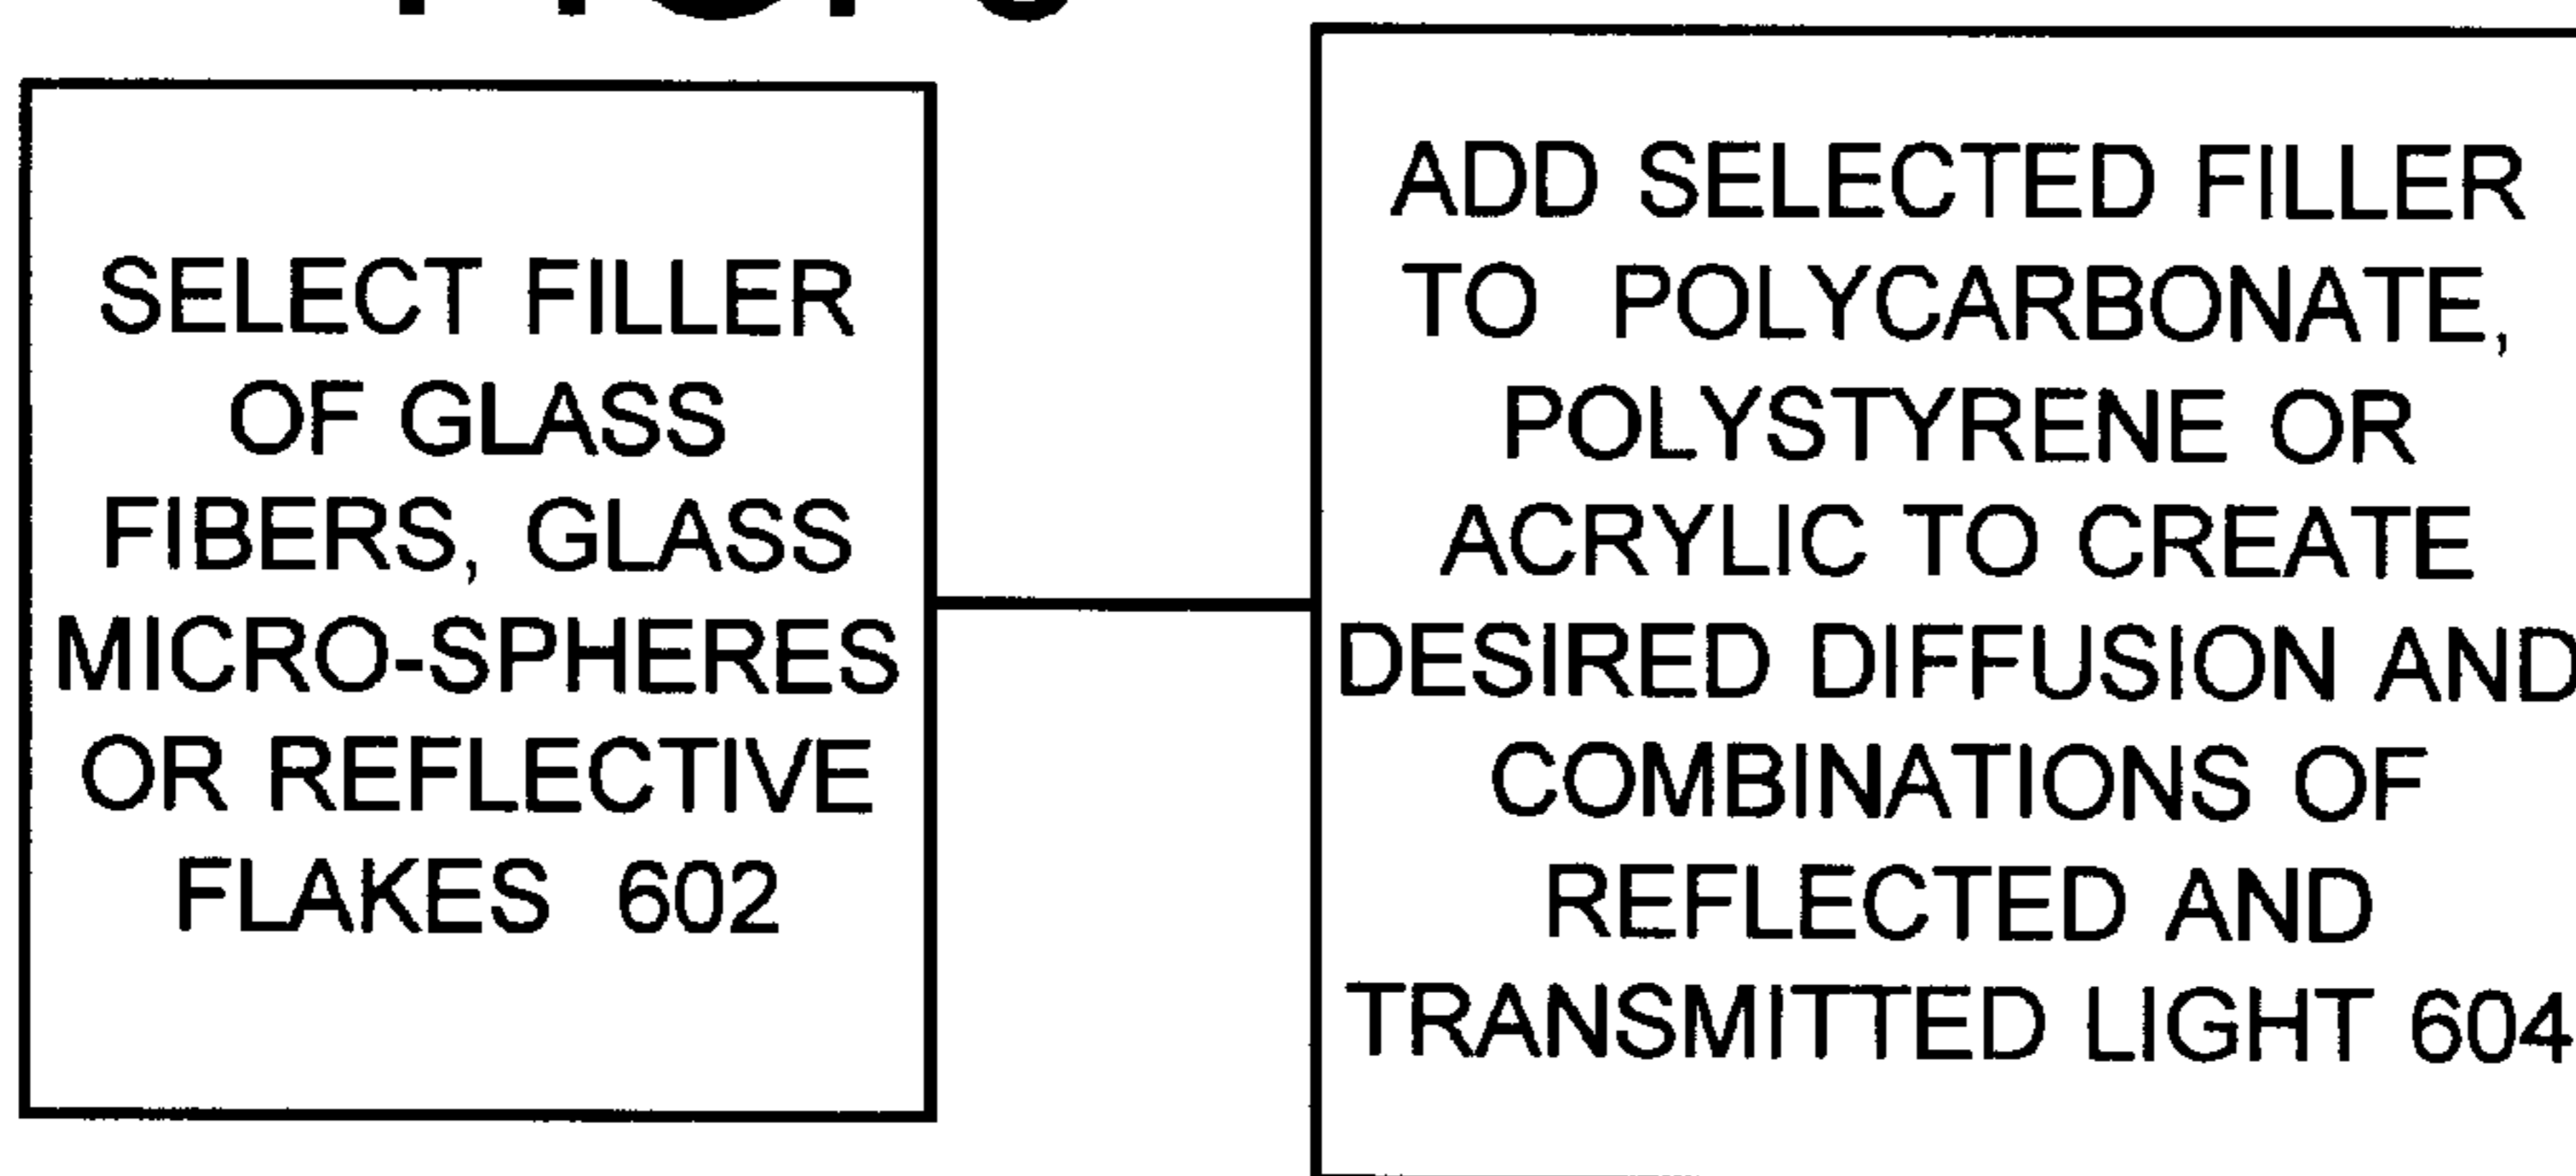 SELECT FILLER
OF GLASS
FIBERS, GLASS
MICRO-SPHERES
OR REFLECTIVE
FLAKES 602
ADD SELECTED FILLER
TO POLYCARBONATE,
POLYSTYRENE OR
ACRYLIC TO CREATE
DESIRED DIFFUSION AND
COMBINATIONS OF
REFLECTED AND
TRANSMITTED LIGHT 604